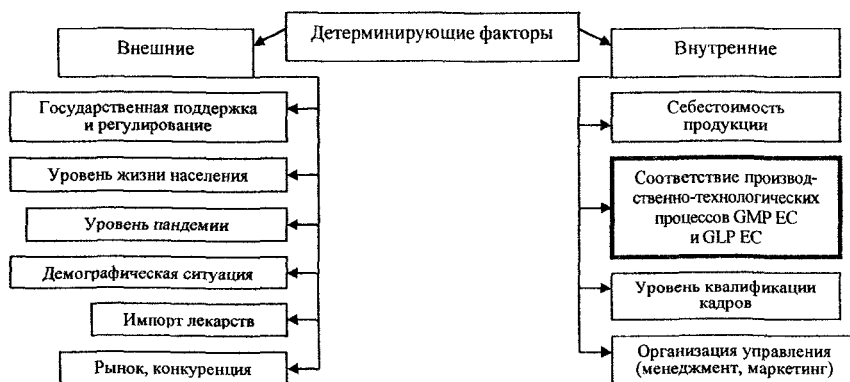 Детерминирующие факторы
Внешние
Государственная поддержка
и регулирование
Уровень жизни населения
Уровень пандемии
Демографическая ситуация
Импорт лекарств
Рынок, конкуренция
Внутренние
Себестоимость
продукции
Соответствие производ-
ственно-технологических
процессов GMP ЕС
и GLP ЕС
Уровень квалификации
кадров
Организация управления
(менеджмент, маркетинг)